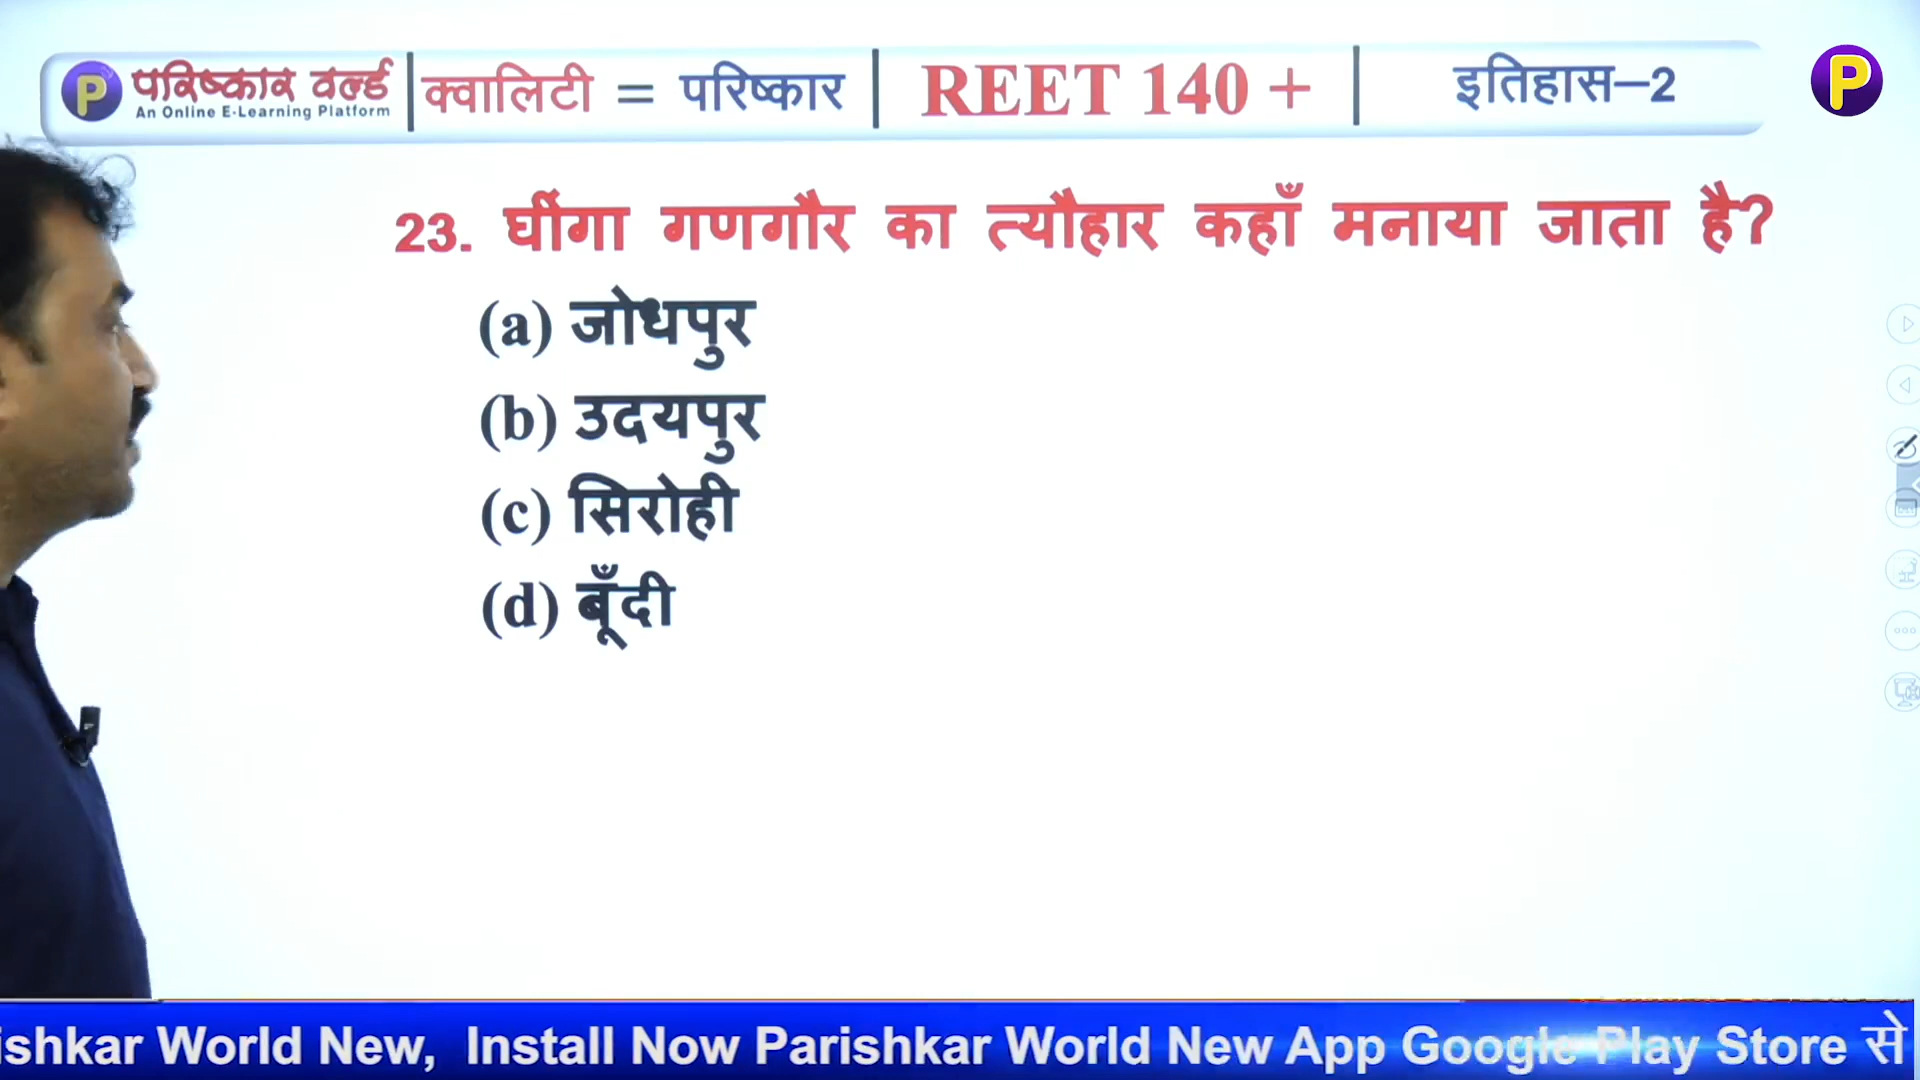 परिष्कार वर्ल्ड
An Online E-Learning Platform
क्वालिटी = परिष्कार
REET 140 +
इतिहास–2
23. घींगा गणगौर का त्यौहार कहाँ मनाया जाता है?
(a) जोधपुर
(b) उदयपुर
(c) सिरोही
(d) बूँदी
ishkar World New, Install Now Parishkar World New App Google Play Store से